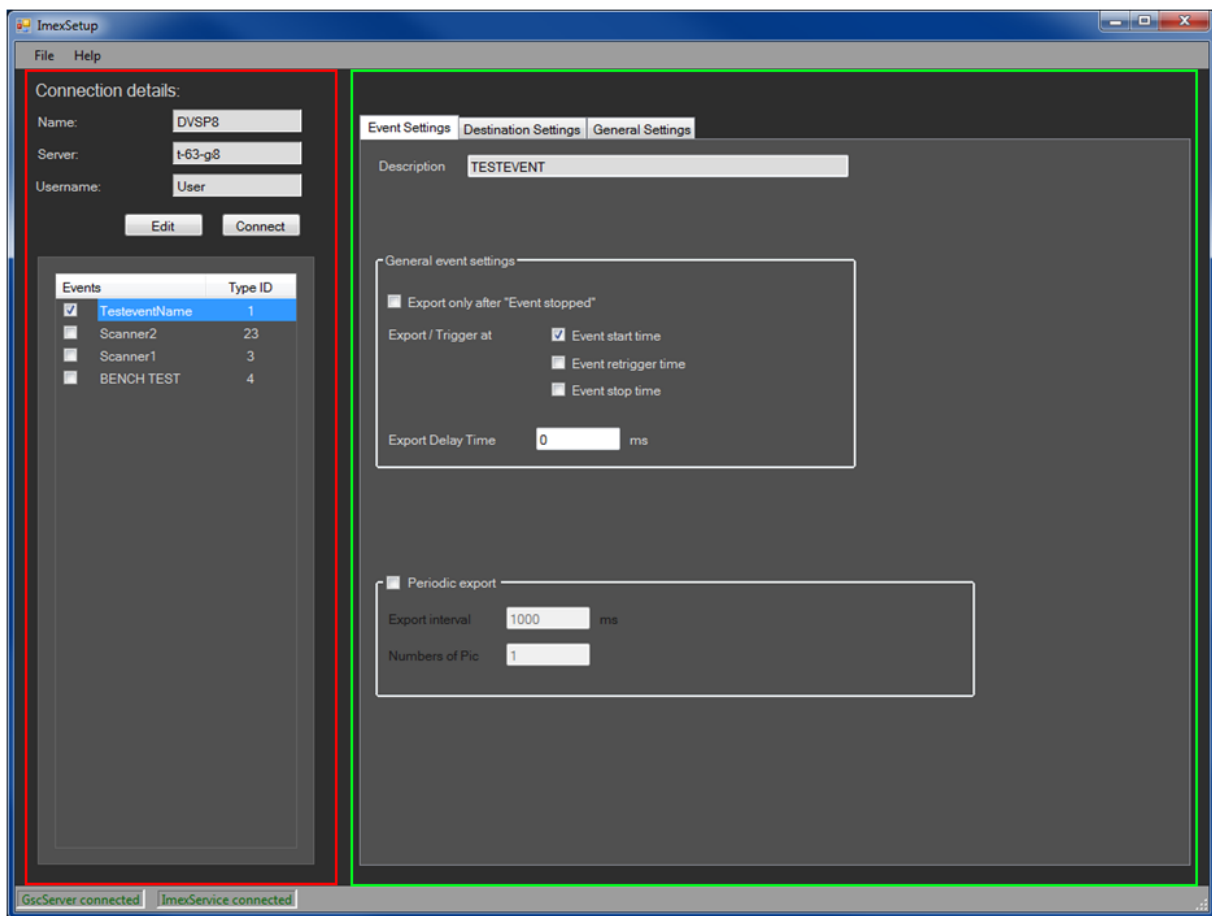 ImexSetup
File Help
Connection details:
Name: DVSP8
Server: t-63-g8
Username: User
Edit Connect
Events Type ID
TesteventName 1
Scanner2 23
Scanner1 3
BENCH TEST 4
Event Settings Destination Settings General Settings
Description TESTEVENT
General event settings
Export only after "Event stopped"
Export / Trigger at Event start time
Event retrigger time
Event stop time
Export Delay Time 0 ms
Periodic export
Export interval 1000 ms
Numbers of Pic 1
GscServer connected ImexService connected